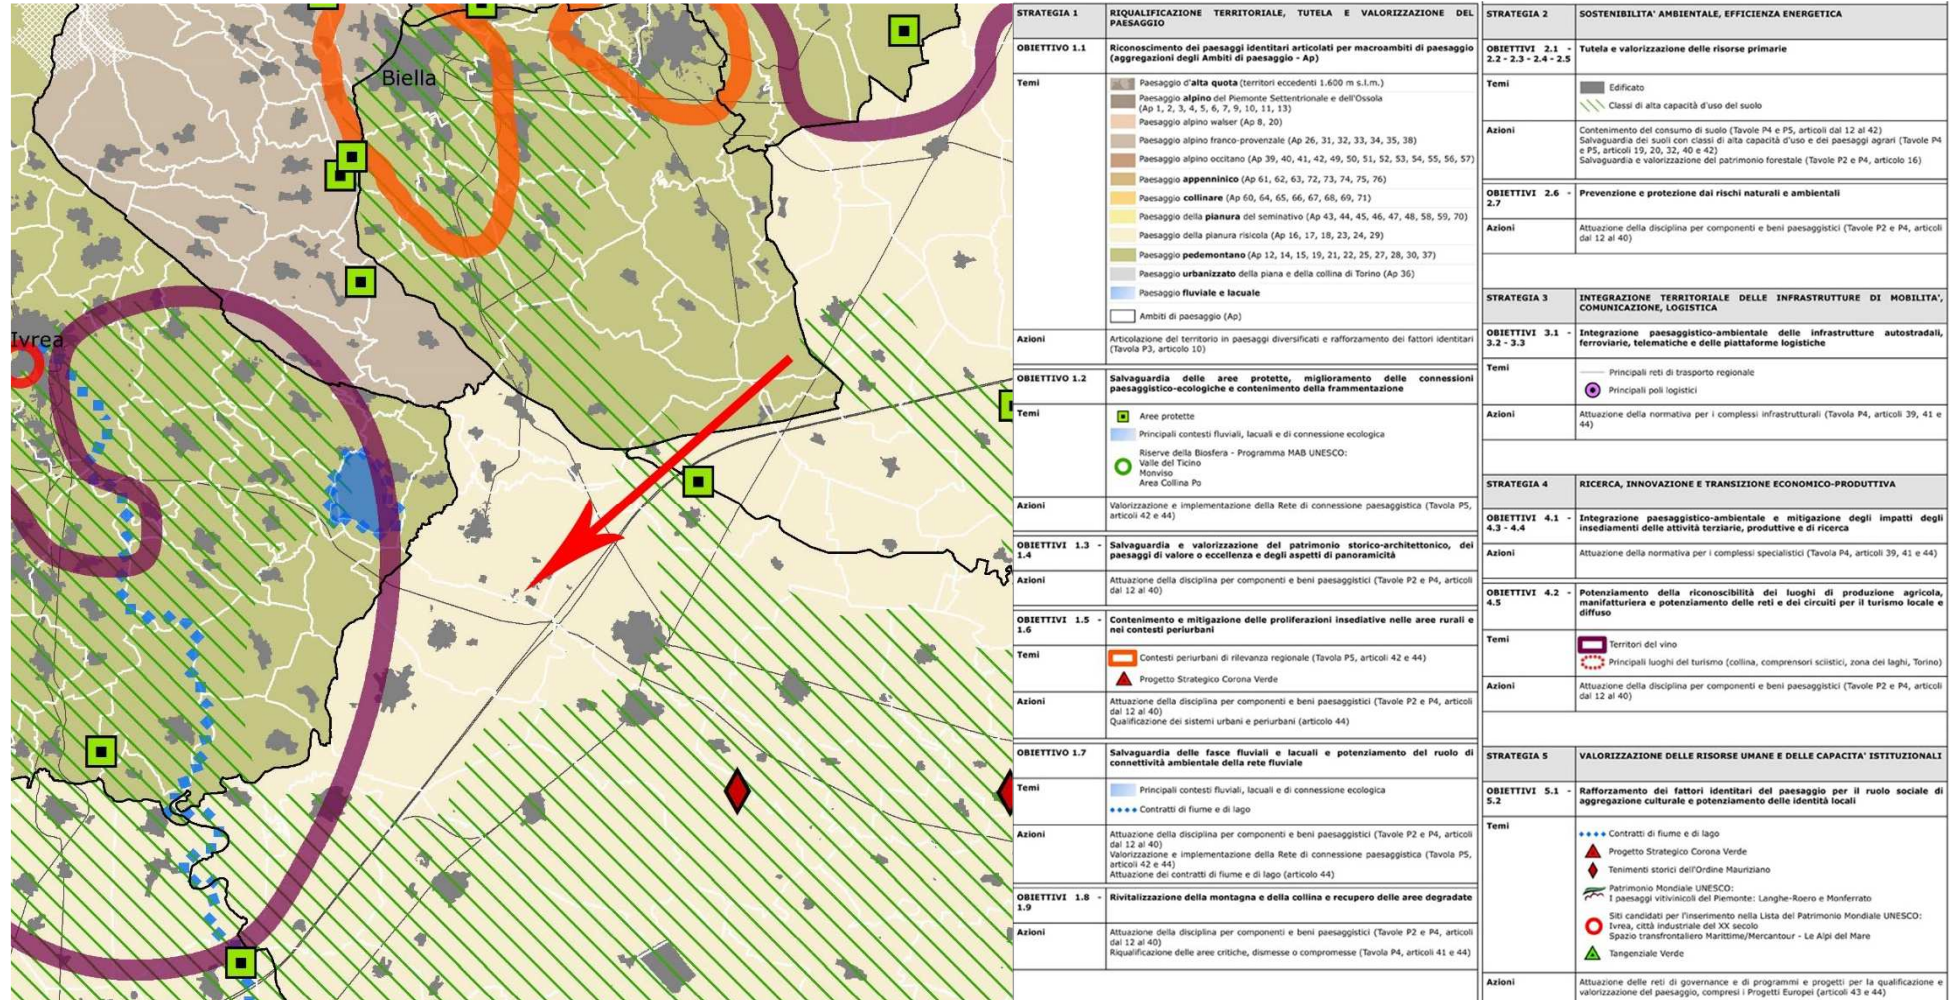 Biella
Ivrea
STRATEGIA 1
RIQUALIFICAZIONE TERRITORIALE, TUTELA E VALORIZZAZIONE DEL
PAESAGGIO
OBIETTIVO 1.1
Riconoscimento dei paesaggi identitari articolati per macroambiti di paesaggio
(aggregazioni degli Ambiti di paesaggio - Ap)
Temi
Paesaggio d'alta quota (territori eccedenti 1.600 m s.l.m.)
Paesaggio alpino del Piemonte Settentrionale e dell'Ossola
(Ap 1, 2, 3, 4, 5, 6, 7, 9, 10, 11, 13)
Paesaggio alpino walser (Ap 8, 20)
Paesaggio alpino franco-provenzale (Ap 26, 31, 32, 33, 34, 35, 38)
Paesaggio alpino occitano (Ap 39, 40, 41, 42, 49, 50, 51, 52, 53, 54, 55, 56, 57)
Paesaggio appenninico (Ap 61, 62, 63, 72, 73, 74, 75, 76)
Paesaggio collinare (Ap 60, 64, 65, 66, 67, 68, 69, 71)
Paesaggio della pianura del seminativo (Ap 43, 44, 45, 46, 47, 48, 58, 59, 70)
Paesaggio della pianura risicola (Ap 16, 17, 18, 23, 24, 29)
Paesaggio pedemontano (Ap 12, 14, 15, 19, 21, 22, 25, 27, 28, 30, 37)
Paesaggio urbanizzato della piana e della collina di Torino (Ap 36)
Paesaggio fluviale e lacuale
Ambiti di paesaggio (Ap)
Azioni
Articolazione del territorio in paesaggi diversificati e rafforzamento dei fattori identitari
(Tavola P3, articolo 10)
OBIETTIVO 1.2
Salvaguardia delle aree protette, miglioramento delle connessioni
paesaggistico-ecologiche e contenimento della frammentazione
Temi
Aree protette
Principali contesti fluviali, lacuali e di connessione ecologica
Riserve della Biosfera - Programma MAB UNESCO:
Valle del Ticino
Monviso
Area Collina Po
Azioni
Valorizzazione e implementazione della Rete di connessione paesaggistica (Tavola P5,
articoli 42 e 44)
OBIETTIVI 1.3 -
1.4
Salvaguardia e valorizzazione del patrimonio storico-architettonico, dei
paesaggi di valore o eccellenza e degli aspetti di panoramicità
Azioni
Attuazione della disciplina per componenti e beni paesaggistici (Tavole P2 e P4, articoli
dal 12 al 40)
OBIETTIVI 1.5 -
1.6
Contenimento e mitigazione delle proliferazioni insediative nelle aree rurali e
nei contesti periurbani
Temi
Contesti periurbani di rilevanza regionale (Tavola P5, articoli 42 e 44)
Progetto Strategico Corona Verde
Azioni
Attuazione della disciplina per componenti e beni paesaggistici (Tavole P2 e P4, articoli
dal 12 al 40)
Qualificazione dei sistemi urbani e periurbani (articolo 44)
OBIETTIVO 1.7
Salvaguardia delle fasce fluviali e lacuali e potenziamento del ruolo di
connettività ambientale della rete fluviale
Temi
Principali contesti fluviali, lacuali e di connessione ecologica
Contratti di fiume e di lago
Azioni
Attuazione della disciplina per componenti e beni paesaggistici (Tavole P2 e P4, articoli
dal 12 al 40)
Valorizzazione e implementazione della Rete di connessione paesaggistica (Tavola P5,
articoli 42 e 44)
Attuazione dei contratti di fiume e di lago (articolo 44)
OBIETTIVI 1.8 -
1.9
Rivitalizzazione della montagna e della collina e recupero delle aree degradate
Azioni
Attuazione della disciplina per componenti e beni paesaggistici (Tavole P2 e P4, articoli
dal 12 al 40)
Riqualificazione delle aree critiche, dismesse o compromesse (Tavola P4, articoli 41 e 44)
STRATEGIA 2
SOSTENIBILITA' AMBIENTALE, EFFICIENZA ENERGETICA
OBIETTIVI 2.1 -
2.2 - 2.3 - 2.4 - 2.5
Tutela e valorizzazione delle risorse primarie
Temi
Edificato
Classi di alta capacità d'uso del suolo
Azioni
Contenimento del consumo di suolo (Tavole P4 e P5, articoli dal 12 al 42)
Salvaguardia dei suoli con classi di alta capacità d'uso e dei paesaggi agrari (Tavole P4
e P5, articoli 19, 20, 32, 40 e 42)
Salvaguardia e valorizzazione del patrimonio forestale (Tavole P2 e P4, articolo 16)
OBIETTIVI 2.6 -
2.7
Prevenzione e protezione dai rischi naturali e ambientali
Azioni
Attuazione della disciplina per componenti e beni paesaggistici (Tavole P2 e P4, articoli
dal 12 al 40)
STRATEGIA 3
INTEGRAZIONE TERRITORIALE DELLE INFRASTRUTTURE DI MOBILITA',
COMUNICAZIONE, LOGISTICA
OBIETTIVI 3.1 -
3.2 - 3.3
Integrazione paesaggistico-ambientale delle infrastrutture autostradali,
ferroviarie, telematiche e delle piattaforme logistiche
Temi
Principali reti di trasporto regionale
Principali poli logistici
Azioni
Attuazione della normativa per i complessi infrastrutturali (Tavola P4, articoli 39, 41 e
44)
STRATEGIA 4
RICERCA, INNOVAZIONE E TRANSIZIONE ECONOMICO-PRODUTTIVA
OBIETTIVI 4.1 -
4.3 - 4.4
Integrazione paesaggistico-ambientale e mitigazione degli impatti degli
insediamenti delle attività terziarie, produttive e di ricerca
Azioni
Attuazione della normativa per i complessi specialistici (Tavola P4, articoli 39, 41 e 44)
OBIETTIVI 4.2 -
4.5
Potenziamento della riconoscibilità dei luoghi di produzione agricola,
manifatturiera e potenziamento delle reti e dei circuiti per il turismo locale e
diffuso
Temi
Territori del vino
Principali luoghi del turismo (collina, comprensori sciistici, zona dei laghi, Torino)
Azioni
Attuazione della disciplina per componenti e beni paesaggistici (Tavole P2 e P4, articoli
dal 12 al 40)
STRATEGIA 5
VALORIZZAZIONE DELLE RISORSE UMANE E DELLE CAPACITA' ISTITUZIONALI
OBIETTIVI 5.1 -
5.2
Rafforzamento dei fattori identitari del paesaggio per il ruolo sociale di
aggregazione culturale e potenziamento delle identità locali
Temi
Contratti di fiume e di lago
Progetto Strategico Corona Verde
Tenimenti storici dell'Ordine Mauriziano
Patrimonio Mondiale UNESCO:
I paesaggi vitivinicoli del Piemonte: Langhe-Roero e Monferrato
Siti candidati per l'inserimento nella Lista del Patrimonio Mondiale UNESCO:
Ivrea, città industriale del XX secolo
Spazio transfrontaliero Marittime/Mercantour - Le Alpi del Mare
Tangenziale Verde
Azioni
Attuazione delle reti di governance e di programmi e progetti per la qualificazione e
valorizzazione del paesaggio, compresi i Progetti Europei (articoli 43 e 44)